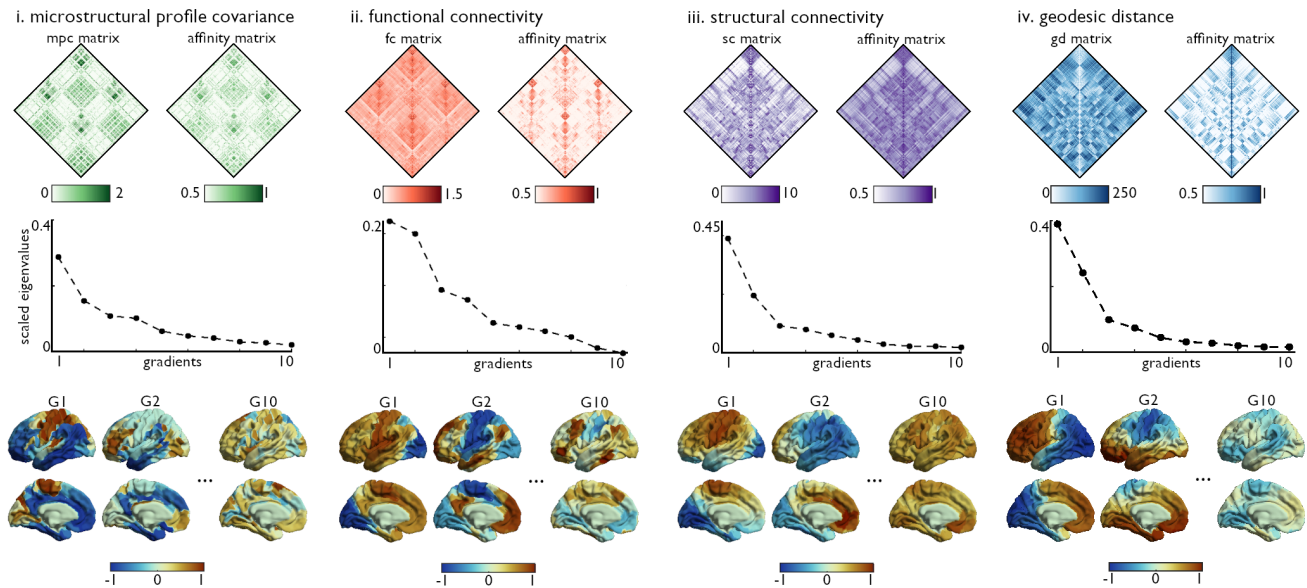 i. microstructural profile covariance
mpc matrix affinity matrix
0 2 0.5 1
0.4
scaled eigenvalues
0
1 gradients 10
G1 G2 G10
...
-1 0 1
ii. functional connectivity
fc matrix affinity matrix
0 1.5 0.5 1
0.2
0
1 gradients 10
G1 G2 G10
...
-1 0 1
iii. structural connectivity
sc matrix affinity matrix
0 10 0.5 1
0.45
0
1 gradients 10
G1 G2 G10
...
-1 0 1
iv. geodesic distance
gd matrix affinity matrix
0 250 0.5 1
0.4
0
1 gradients 10
G1 G2 G10
...
-1 0 1